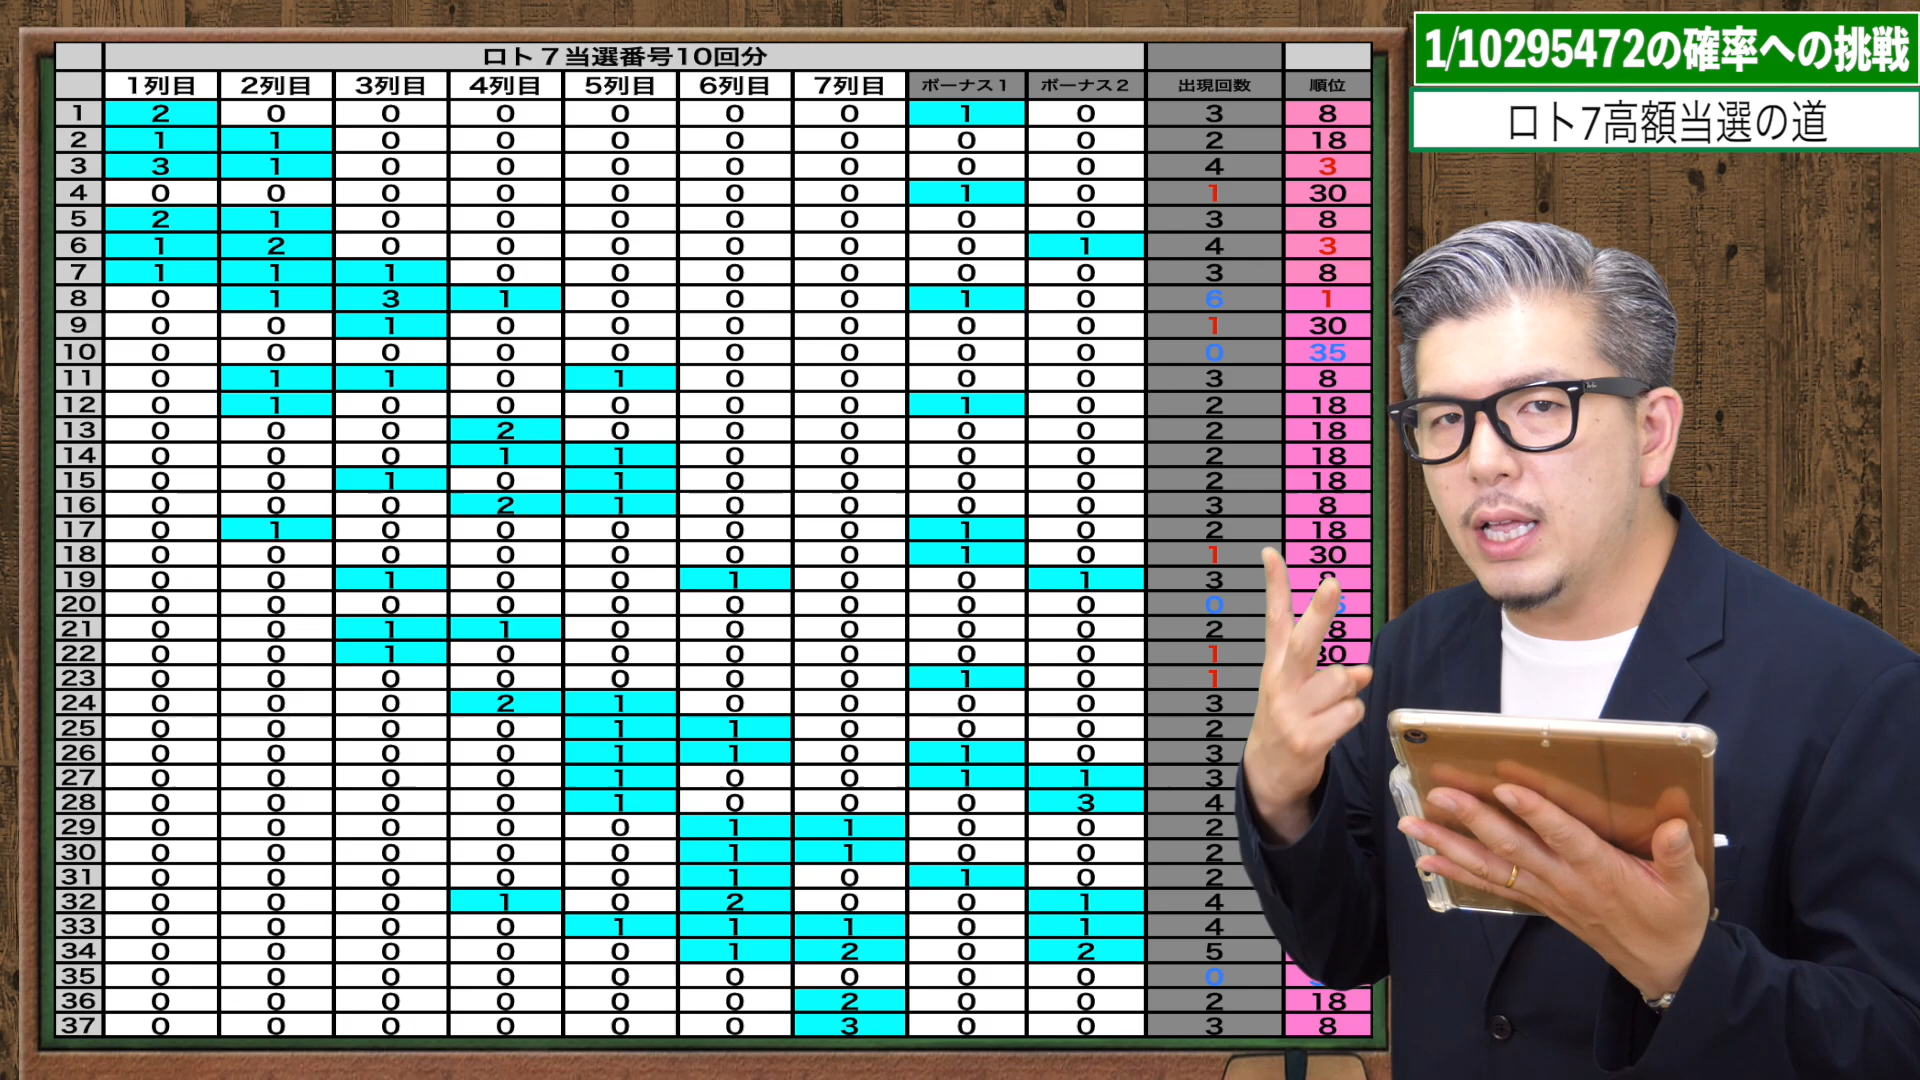 1/10295472の確率への挑戦
ロト7高額当選の道
ロト7当選番号10回分
1列目 2列目 3列目 4列目 5列目 6列目 7列目 ボーナス1 ボーナス2 出現回数 順位
1 2 0 0 0 0 0 0 1 0 3 8
2 1 1 0 0 0 0 0 0 0 2 18
3 3 1 0 0 0 0 0 0 0 4 3
4 0 0 0 0 0 0 0 1 0 1 30
5 2 1 0 0 0 0 0 0 0 3 8
6 1 2 0 0 0 0 0 0 1 4 3
7 1 1 1 0 0 0 0 0 0 3 8
8 0 1 3 1 0 0 0 1 0 6 1
9 0 0 1 0 0 0 0 0 0 1 30
10 0 0 0 0 0 0 0 0 0 0 35
11 0 1 1 0 1 0 0 0 0 3 8
12 0 1 0 0 0 0 0 1 0 2 18
13 0 0 0 2 0 0 0 0 0 2 18
14 0 0 0 1 1 0 0 0 0 2 18
15 0 0 1 0 1 0 0 0 0 2 18
16 0 0 0 2 1 0 0 0 0 3 8
17 0 1 0 0 0 0 0 1 0 2 18
18 0 0 0 0 0 0 0 1 0 1 30
19 0 0 1 0 0 1 0 0 1 3 8
20 0 0 0 0 0 0 0 0 0 0
21 0 0 1 1 0 0 0 0 0 2
22 0 0 1 0 0 0 0 0 0 1 30
23 0 0 0 0 0 0 0 1 0 1
24 0 0 0 2 1 0 0 0 0 3
25 0 0 0 0 1 1 0 0 0 2
26 0 0 0 0 1 1 0 1 0 3
27 0 0 0 0 1 0 0 1 1 3
28 0 0 0 0 1 0 0 0 3 4
29 0 0 0 0 0 1 1 0 0 2
30 0 0 0 0 0 1 1 0 0 2
31 0 0 0 0 0 1 0 1 0 2
32 0 0 0 1 0 2 0 0 1 4
33 0 0 0 0 1 1 1 0 1 4
34 0 0 0 0 0 1 2 0 2 5
35 0 0 0 0 0 0 0 0 0 0
36 0 0 0 0 0 0 2 0 0 2 18
37 0 0 0 0 0 0 3 0 0 3 8